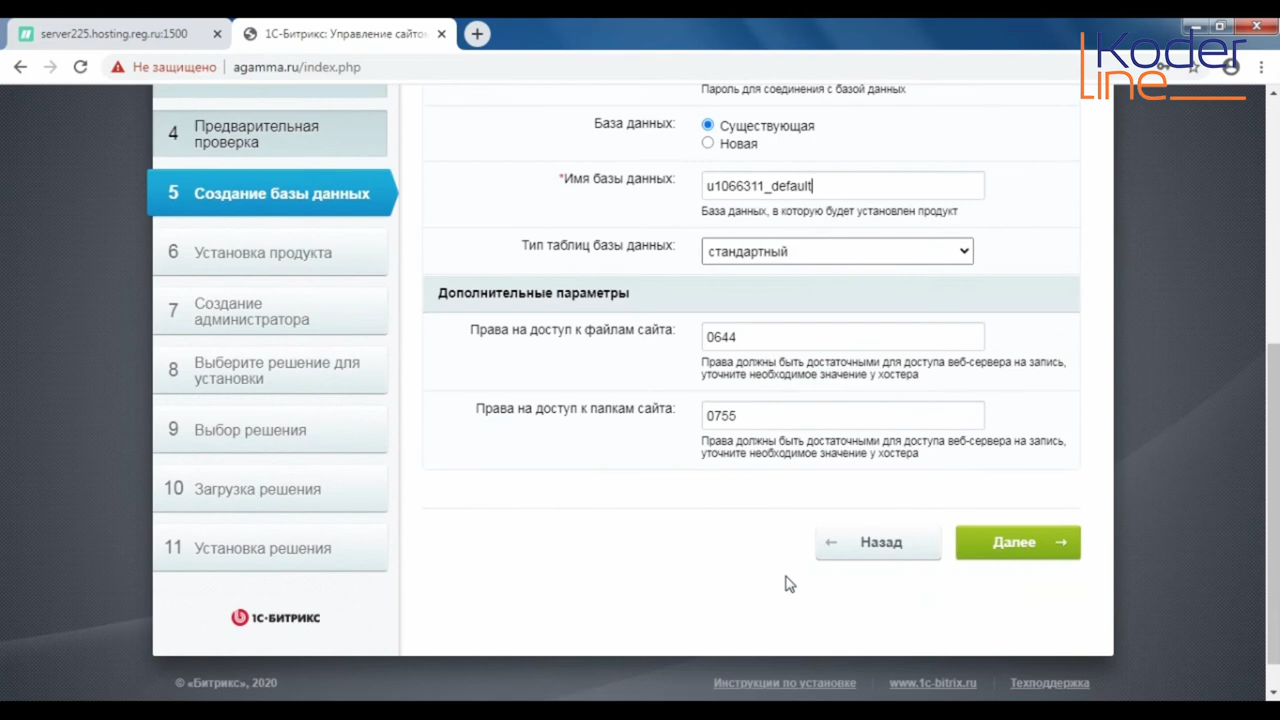 server225.hosting.reg.ru:1500
1С-Битрикс: Управление сайтом
Koder
Line
Не защищено
agamma.ru/index.php
Пароль для соединения с базой данных
4 Предварительная
проверка
База данных:
Существующая
Новая
5 Создание базы данных
*Имя базы данных:
u1066311_default
База данных, в которую будет установлен продукт
6 Установка продукта
Тип таблиц базы данных:
стандартный
Дополнительные параметры
7 Создание
администратора
Права на доступ к файлам сайта:
0644
Права должны быть достаточными для доступа веб-сервера на запись,
уточните необходимое значение у хостера
8 Выберите решение для
установки
Права на доступ к папкам сайта:
0755
Права должны быть достаточными для доступа веб-сервера на запись,
уточните необходимое значение у хостера
9 Выбор решения
10 Загрузка решения
11 Установка решения
← Назад
Далее →
1С-БИТРИКС
© «Битрикс», 2020
Инструкции по установке
www.1c-bitrix.ru
Техподдержка